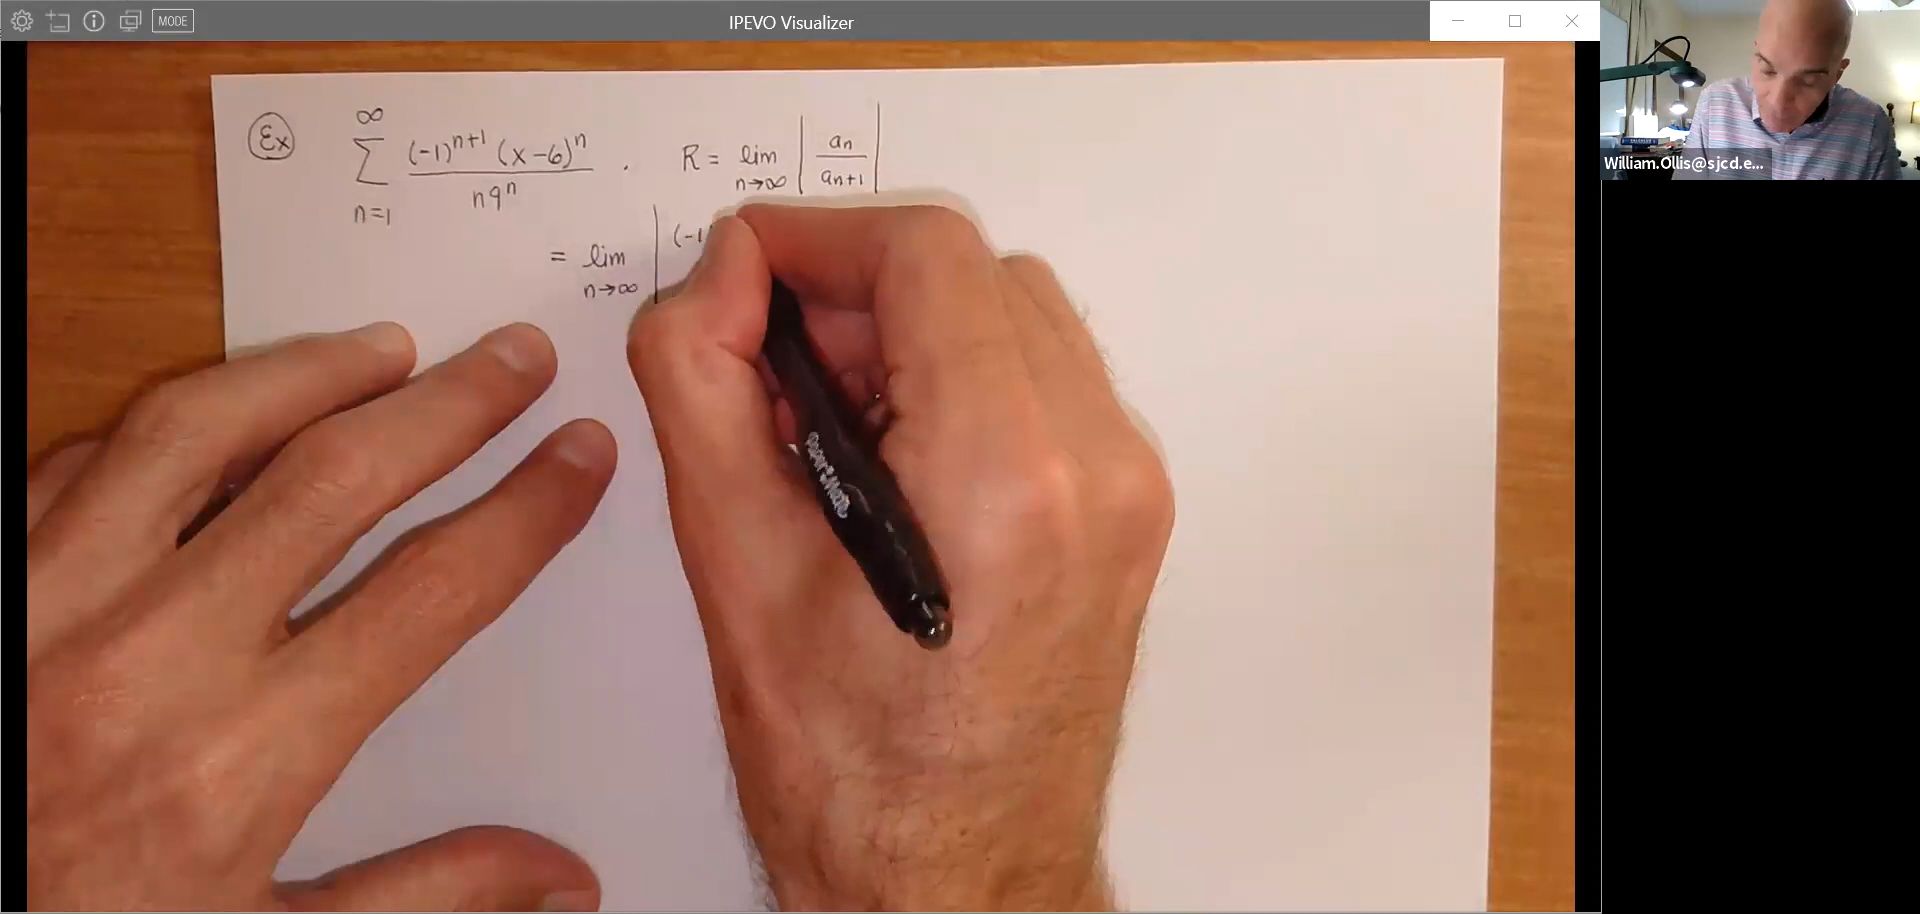 MODE
IPEVO Visualizer
William.Ollis@sjcd.e...
Ex ∞ ∑ n=1 (-1)^{n+1} (x-6)^n / n9^n . R = lim n→∞ | a_n / a_{n+1} |
= lim n→∞ | (-1